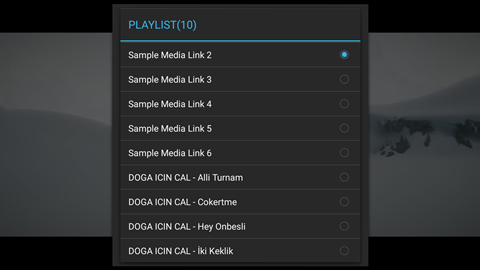 PLAYLIST(10)
Sample Media Link 2
Sample Media Link 3
Sample Media Link 4
Sample Media Link 5
Sample Media Link 6
DOGA ICIN CAL - Alli Turnam
DOGA ICIN CAL - Cokertme
DOGA ICIN CAL - Hey Onbesli
DOGA ICIN CAL - İki Keklik